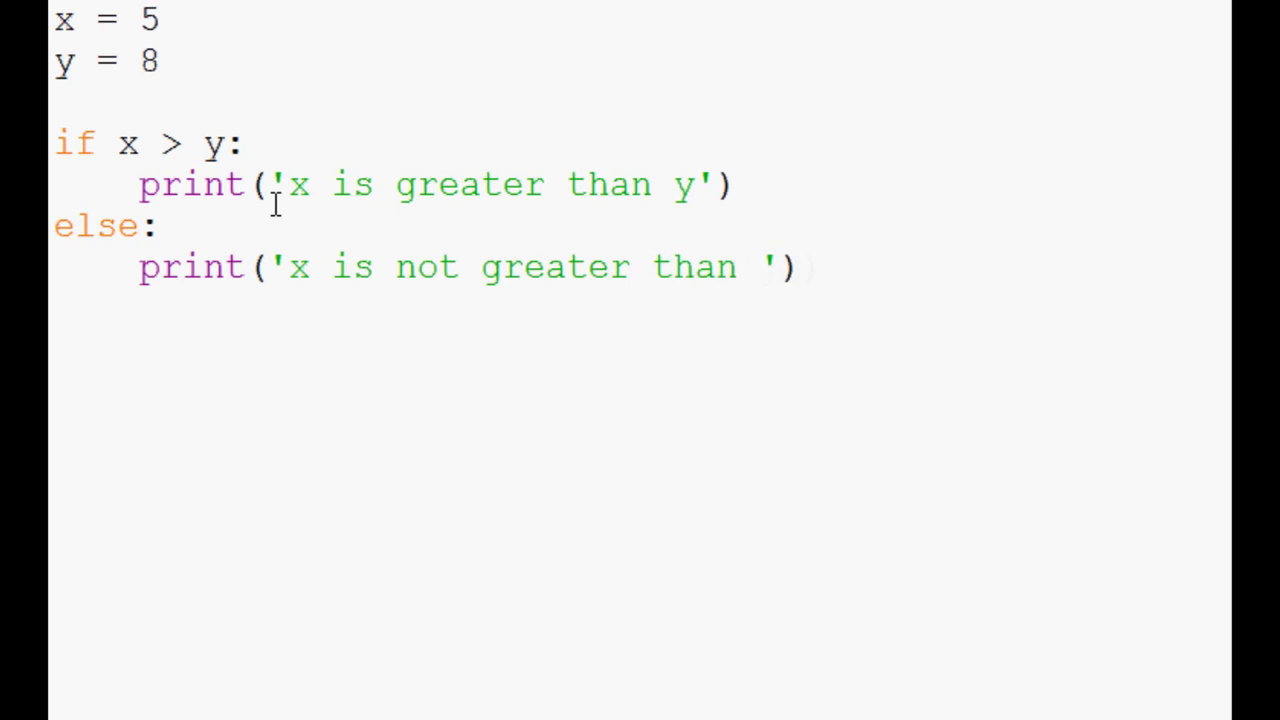 x = 5
y = 8
if x > y:
    print('x is greater than y')
else:
    print('x is not greater than ')